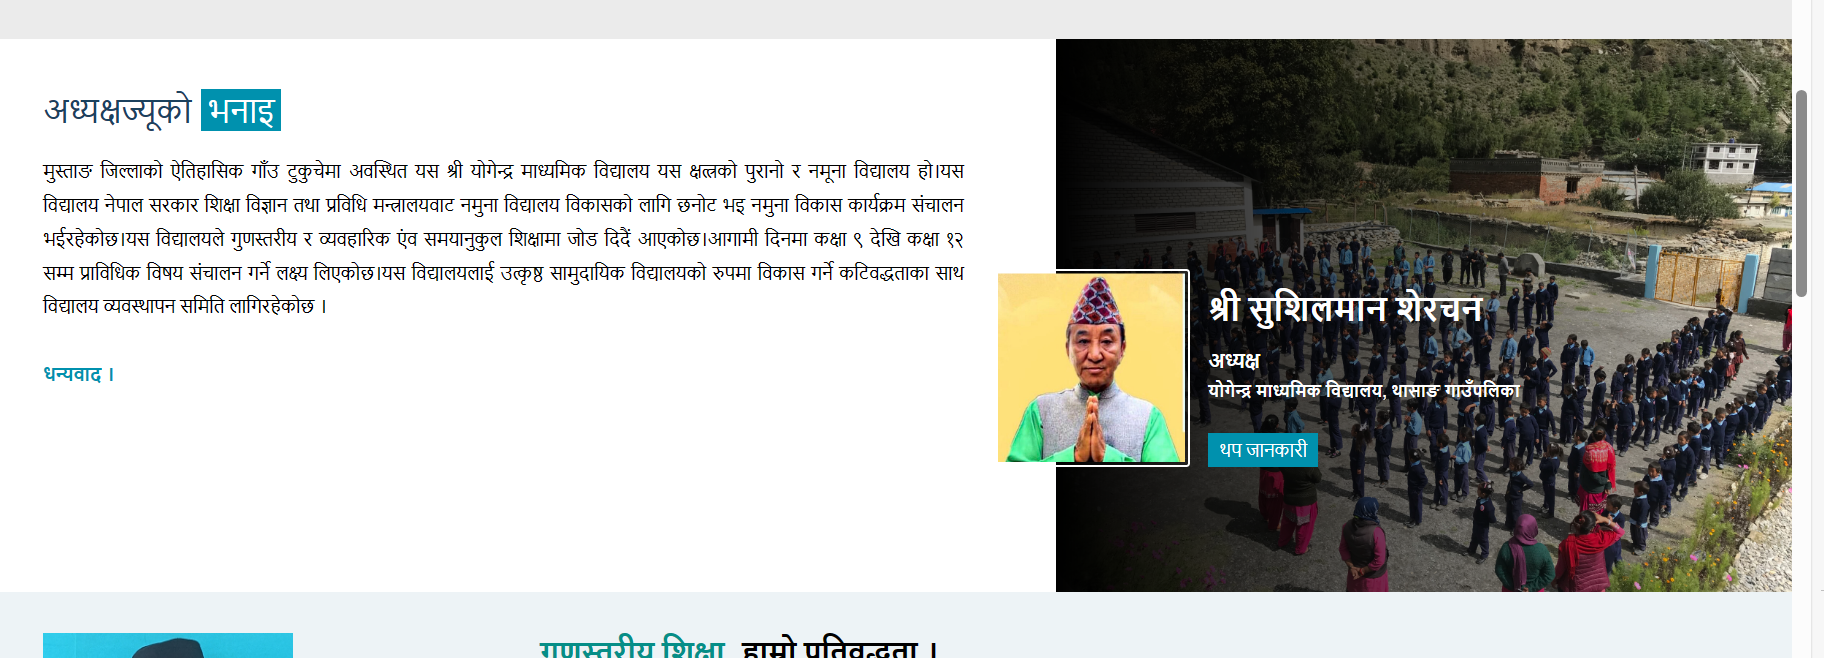 अध्यक्षज्यूको भनाइ
मुस्ताङ जिल्लाको ऐतिहासिक गाँउ टुकुचेमा अवस्थित यस श्री योगेन्द्र माध्यमिक विद्यालय यस क्षत्रको पुरानो र नमूना विद्यालय हो।यस
विद्यालय नेपाल सरकार शिक्षा विज्ञान तथा प्रविधि मन्त्रालयवाट नमुना विद्यालय विकासको लागि छनोट भइ नमुना विकास कार्यक्रम संचालन
भईरहेकोछ।यस विद्यालयले गुणस्तरीय र व्यवहारिक एंव समयानुकुल शिक्षामा जोड दिदैं आएकोछ।आगामी दिनमा कक्षा ९ देखि कक्षा १२
सम्म प्राविधिक विषय संचालन गर्ने लक्ष्य लिएकोछ।यस विद्यालयलाई उत्कृष्ठ सामुदायिक विद्यालयको रुपमा विकास गर्ने कटिवद्धताका साथ
विद्यालय व्यवस्थापन समिति लागिरहेकोछ ।
धन्यवाद ।
श्री सुशिलमान शेरचन
अध्यक्ष
योगेन्द्र माध्यमिक विद्यालय, थासाङ गाउँपलिका
थप जानकारी
गुणस्तरीय शिक्षा, हाम्रो प्रतिवद्धता ।